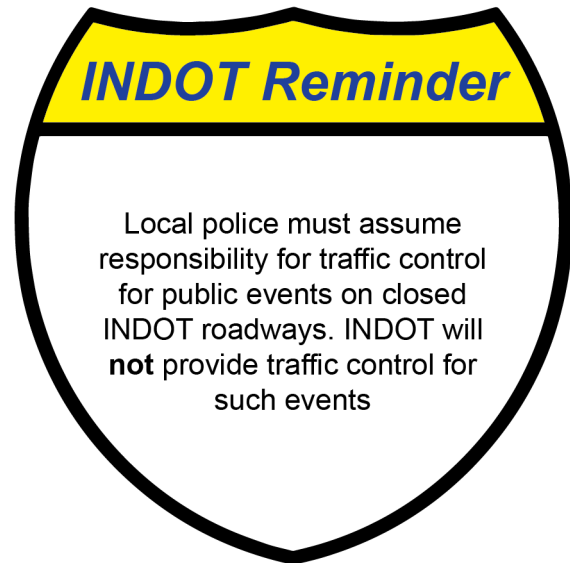 INDOT Reminder
Local police must assume
responsibility for traffic control
for public events on closed
INDOT roadways. INDOT will
not provide traffic control for
such events